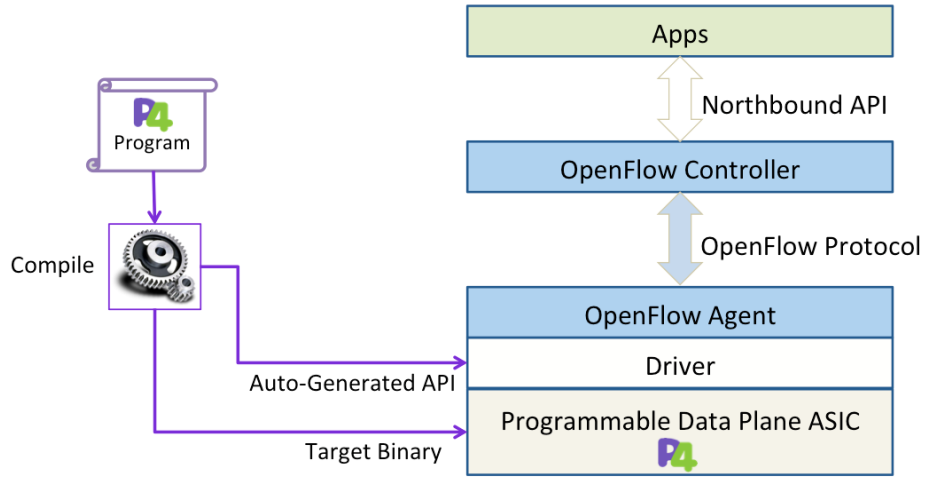 Apps
Northbound API
P4
Program
OpenFlow Controller
OpenFlow Protocol
Compile
OpenFlow Agent
Driver
Auto-Generated API
Programmable Data Plane ASIC
Target Binary
P4